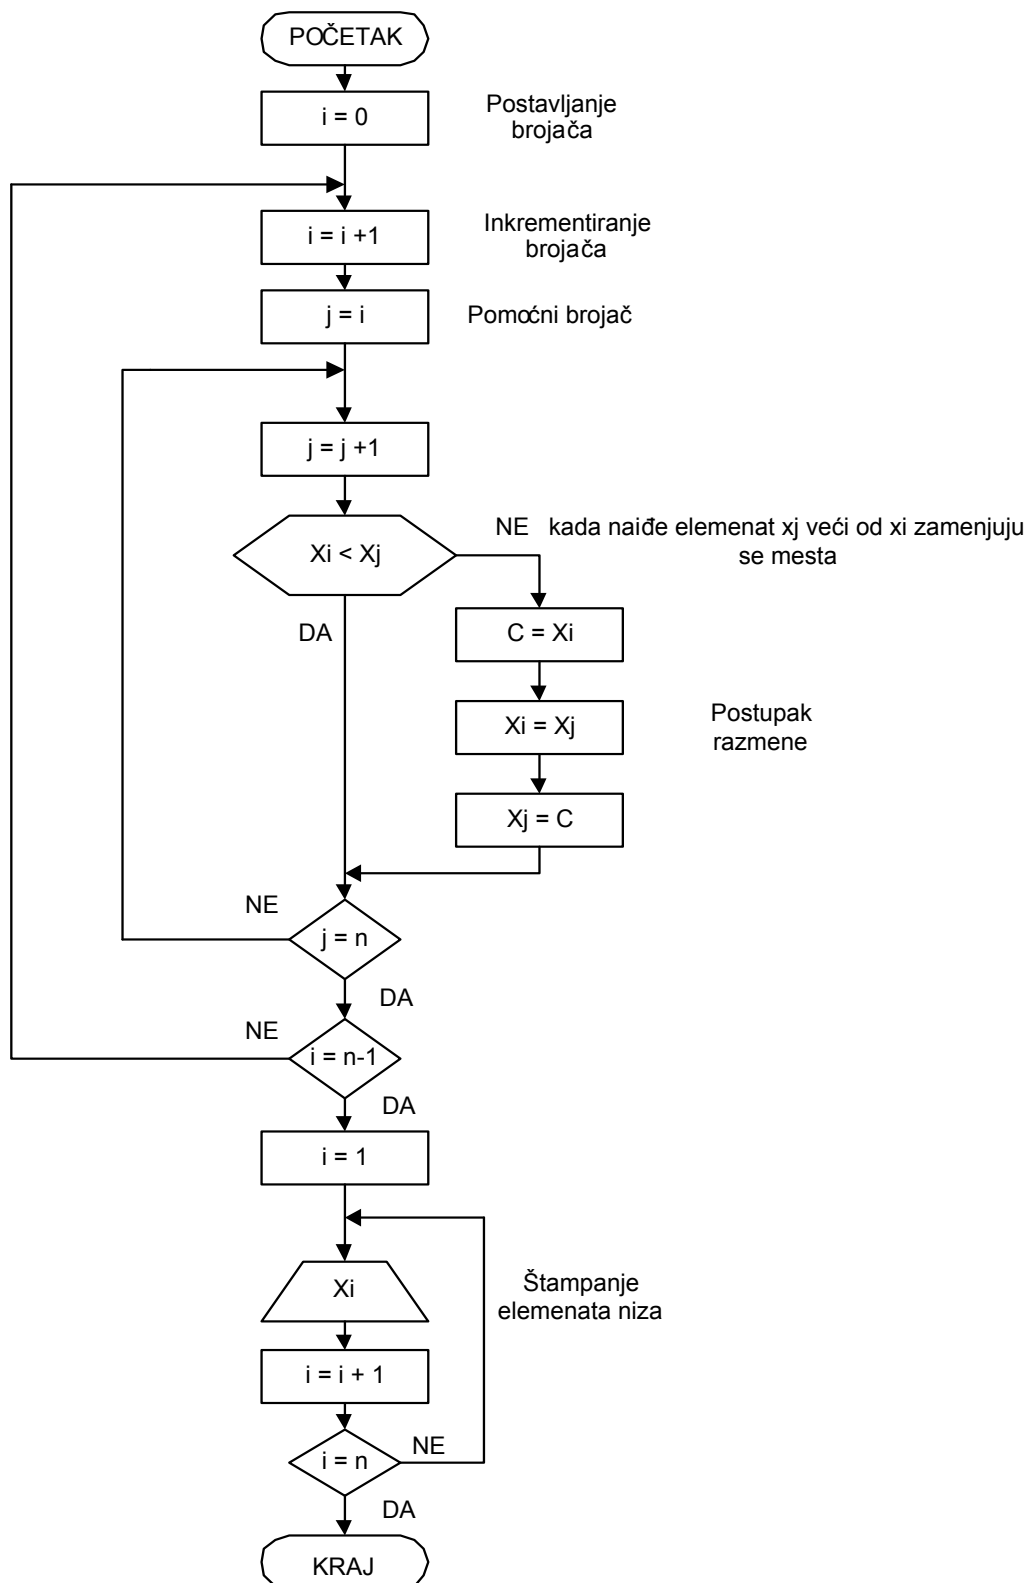 POČETAK
i = 0
Postavljanje
brojača
i = i +1
Inkrementiranje
brojača
j = i
Pomoćni brojač
j = j +1
Xi < Xj
NE kada naiđe elemenat xj veći od xi zamenjuju
se mesta
DA
C = Xi
Xi = Xj
Postupak
razmene
Xj = C
NE
j = n
DA
NE
i = n-1
DA
i = 1
Xi
Štampanje
elemenata niza
i = i + 1
i = n
NE
DA
KRAJ